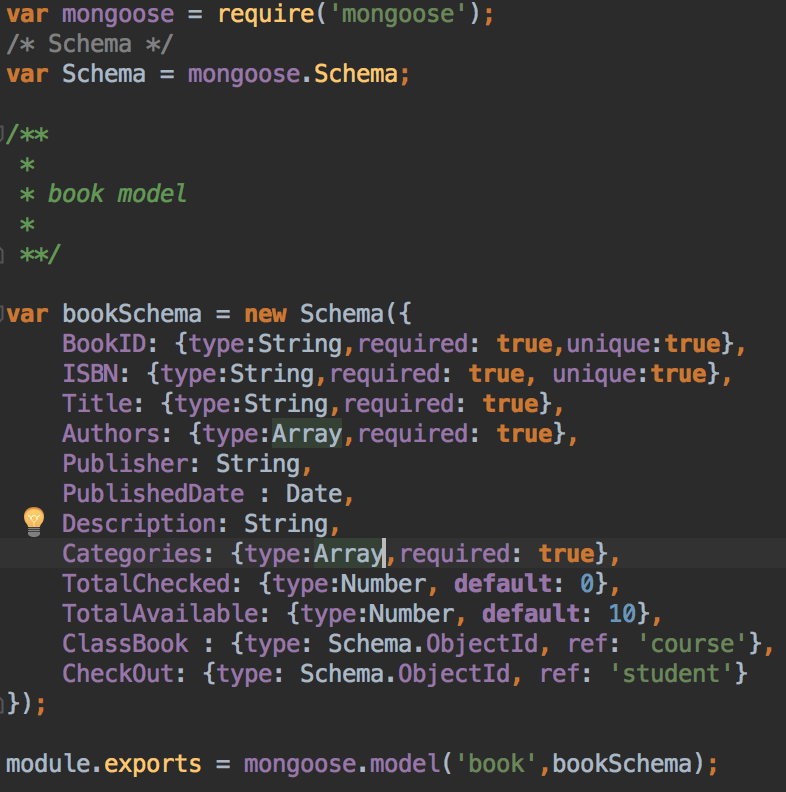 var mongoose = require('mongoose');
/* Schema */
var Schema = mongoose.Schema;
/**
 *
 * book model
 *
 **/
var bookSchema = new Schema({
    BookID: {type:String,required: true,unique:true},
    ISBN: {type:String,required: true, unique:true},
    Title: {type:String,required: true},
    Authors: {type:Array,required: true},
    Publisher: String,
    PublishedDate : Date,
    Description: String,
    Categories: {type:Array,required: true},
    TotalChecked: {type:Number, default: 0},
    TotalAvailable: {type:Number, default: 10},
    ClassBook : {type: Schema.ObjectId, ref: 'course'},
    CheckOut: {type: Schema.ObjectId, ref: 'student'}
});
module.exports = mongoose.model('book',bookSchema);